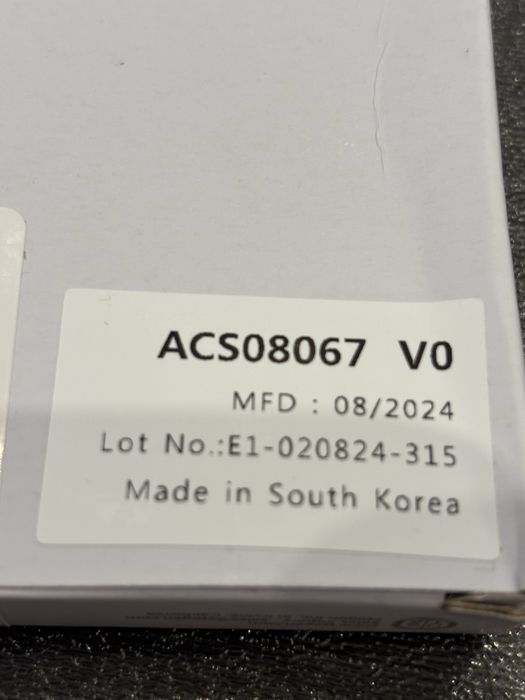 ACS08067 V0
MFD : 08/2024
Lot No.:E1-020824-315
Made in South Korea